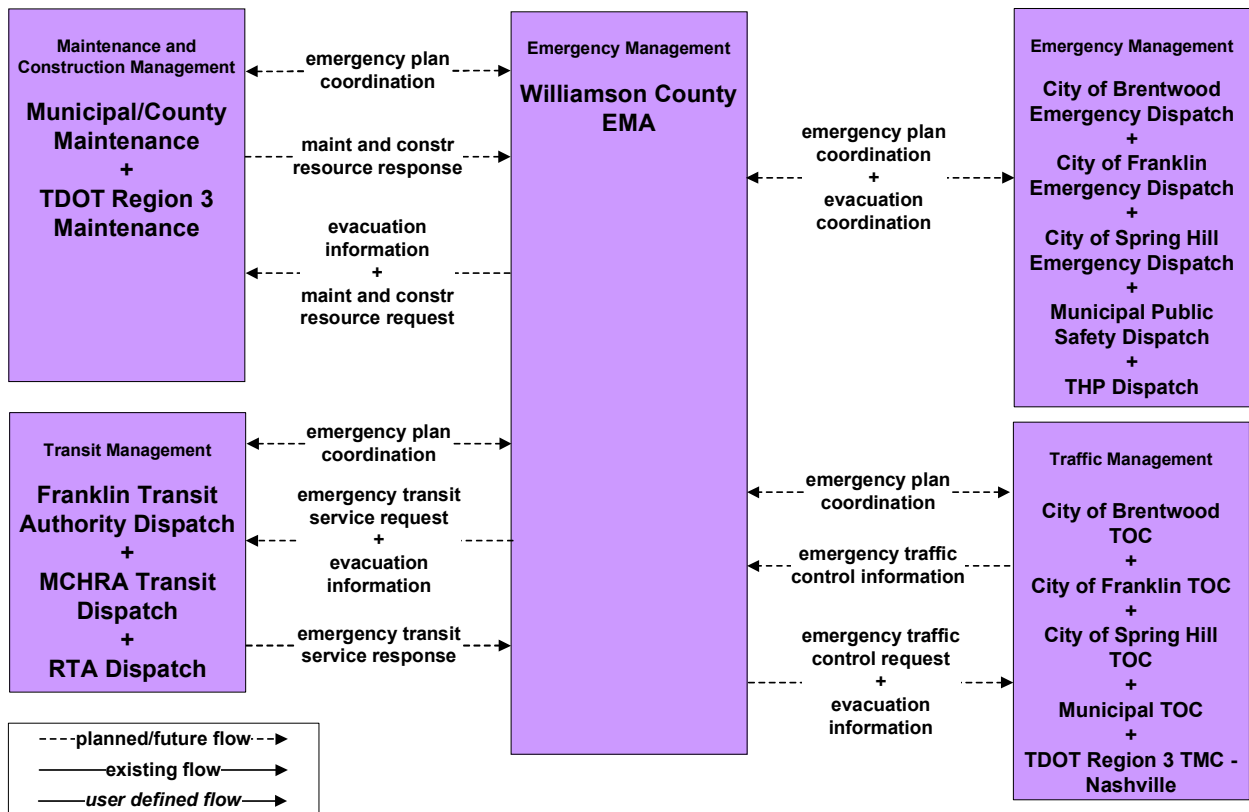 Maintenance and
Construction Management
Municipal/County
Maintenance
+
TDOT Region 3
Maintenance
emergency plan
coordination
maint and constr
resource response
evacuation
information
+
maint and constr
resource request
Emergency Management
Williamson County
EMA
emergency plan
coordination
+
evacuation
coordination
Emergency Management
City of Brentwood
Emergency Dispatch
+
City of Franklin
Emergency Dispatch
+
City of Spring Hill
Emergency Dispatch
+
Municipal Public
Safety Dispatch
+
THP Dispatch
Transit Management
Franklin Transit
Authority Dispatch
+
MCHRA Transit
Dispatch
+
RTA Dispatch
emergency plan
coordination
emergency transit
service request
+
evacuation
information
emergency transit
service response
emergency plan
coordination
emergency traffic
control information
emergency traffic
control request
+
evacuation
information
Traffic Management
City of Brentwood
TOC
+
City of Franklin TOC
+
City of Spring Hill
TOC
+
Municipal TOC
+
TDOT Region 3 TMC -
Nashville
planned/future flow
existing flow
user defined flow